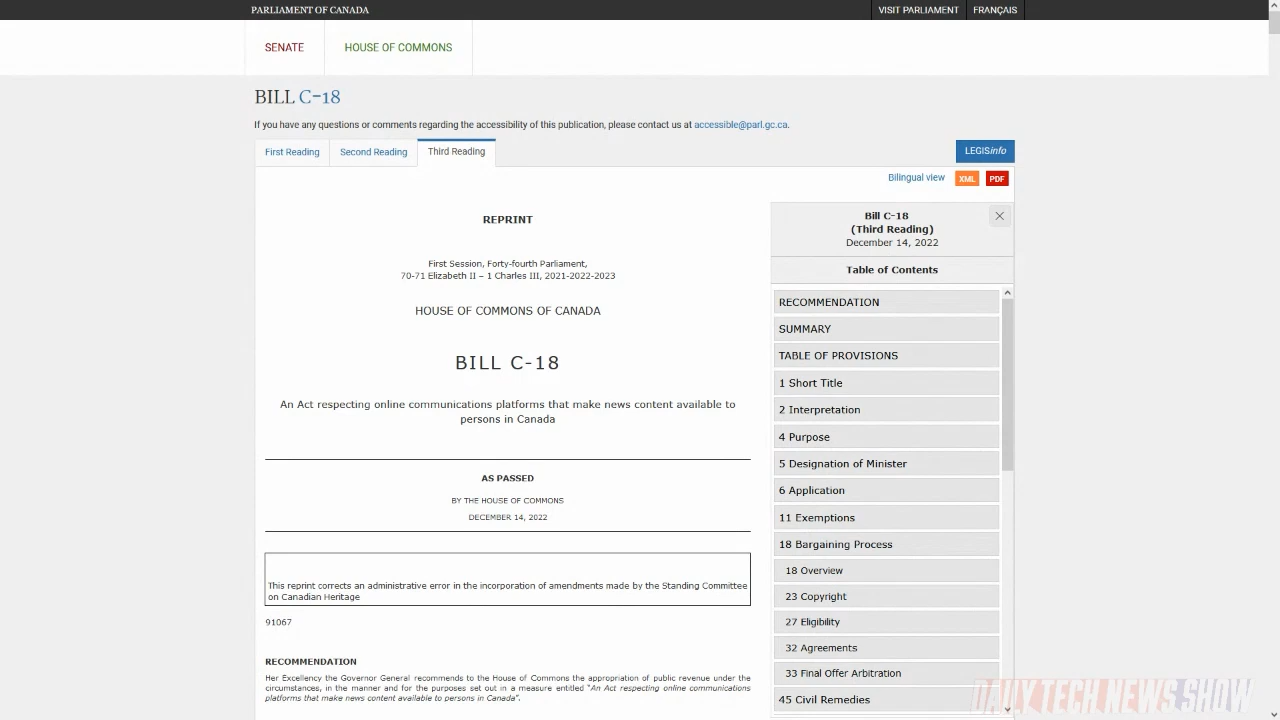 PARLIAMENT OF CANADA
VISIT PARLIAMENT
FRANÇAIS
SENATE
HOUSE OF COMMONS
BILL C-18
If you have any questions or comments regarding the accessibility of this publication, please contact us at accessible@parl.gc.ca.
First Reading
Second Reading
Third Reading
LEGISinfo
Bilingual view
XML
PDF
REPRINT
First Session, Forty-fourth Parliament,
70-71 Elizabeth II – 1 Charles III, 2021-2022-2023
HOUSE OF COMMONS OF CANADA
BILL C-18
An Act respecting online communications platforms that make news content available to
persons in Canada
AS PASSED
BY THE HOUSE OF COMMONS
DECEMBER 14, 2022
This reprint corrects an administrative error in the incorporation of amendments made by the Standing Committee
on Canadian Heritage
91067
RECOMMENDATION
Her Excellency the Governor General recommends to the House of Commons the appropriation of public revenue under the
circumstances, in the manner and for the purposes set out in a measure entitled "An Act respecting online communications
platforms that make news content available to persons in Canada".
Bill C-18
(Third Reading)
December 14, 2022
Table of Contents
RECOMMENDATION
SUMMARY
TABLE OF PROVISIONS
1 Short Title
2 Interpretation
4 Purpose
5 Designation of Minister
6 Application
11 Exemptions
18 Bargaining Process
18 Overview
23 Copyright
27 Eligibility
32 Agreements
33 Final Offer Arbitration
45 Civil Remedies
DAILY TECH NEWS SHOW